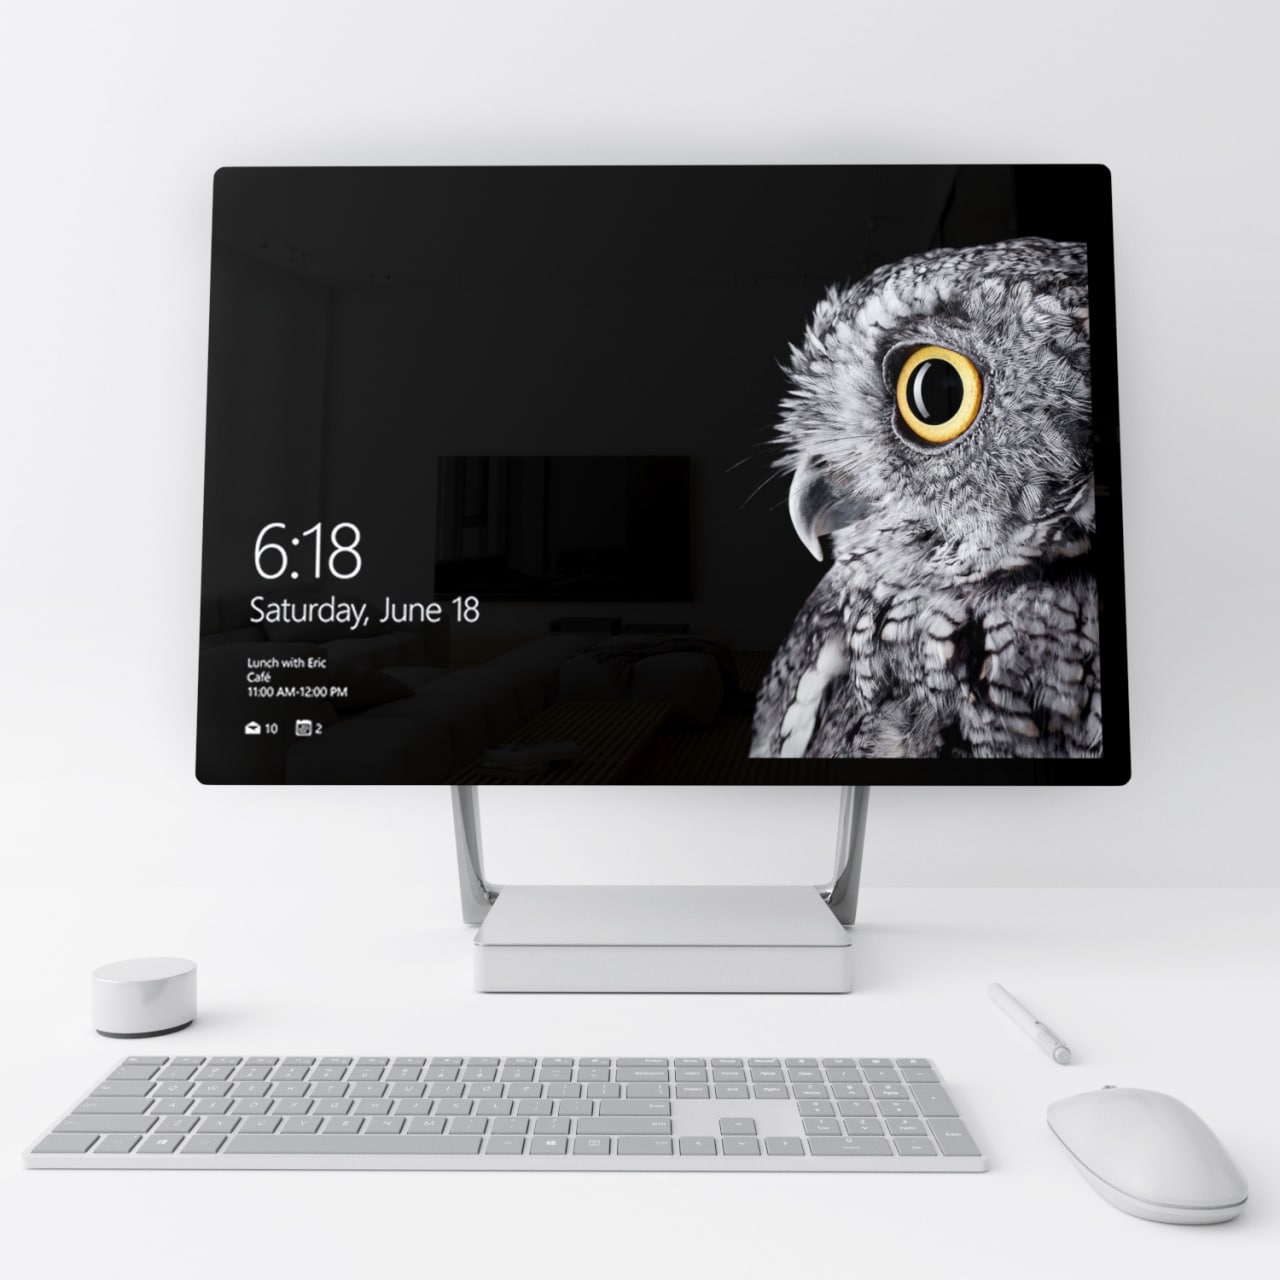 6:18
Saturday, June 18
Lunch with Eric
Café
11:00 AM-12:00 PM
10 2